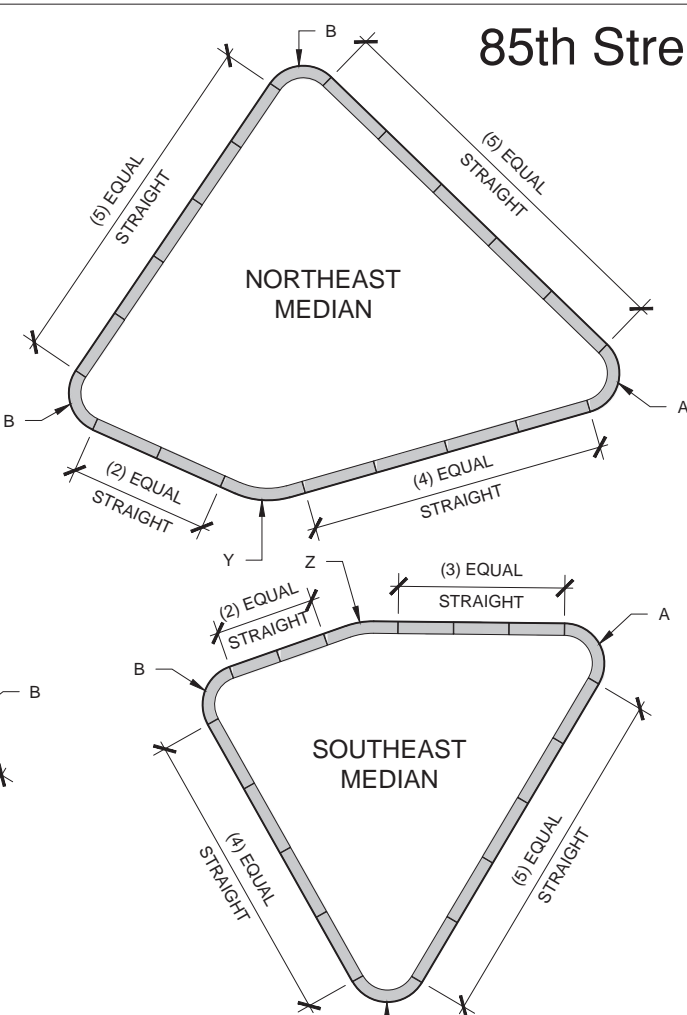 85th Stre
B
(5) EQUAL
STRAIGHT
(5) EQUAL
STRAIGHT
NORTHEAST
MEDIAN
B
A
(2) EQUAL
STRAIGHT
(4) EQUAL
STRAIGHT
Y
Z
(3) EQUAL
STRAIGHT
(2) EQUAL
STRAIGHT
A
B
B
SOUTHEAST
MEDIAN
(4) EQUAL
STRAIGHT
(5) EQUAL
STRAIGHT